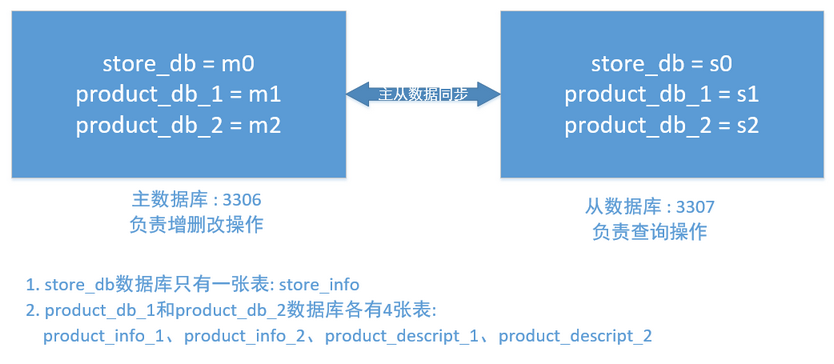 store_db = m0
product_db_1 = m1
product_db_2 = m2
主从数据同步
store_db = s0
product_db_1 = s1
product_db_2 = s2
主数据库 : 3306
负责增删改操作
从数据库 : 3307
负责查询操作
1. store_db数据库只有一张表: store_info
2. product_db_1和product_db_2数据库各有4张表:
product_info_1、product_info_2、product_descript_1、product_descript_2